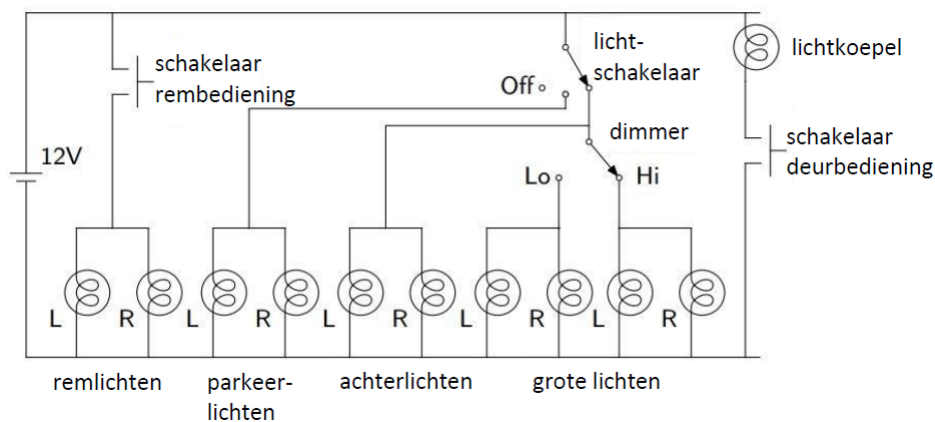 schakelaar
rembediening
licht-
schakelaar
lichtkoepel
Off
dimmer
schakelaar
deurbediening
12V
Lo
Hi
L
R
L
R
L
R
L
R
L
R
remlichten
parkeer-
lichten
achterlichten
grote lichten